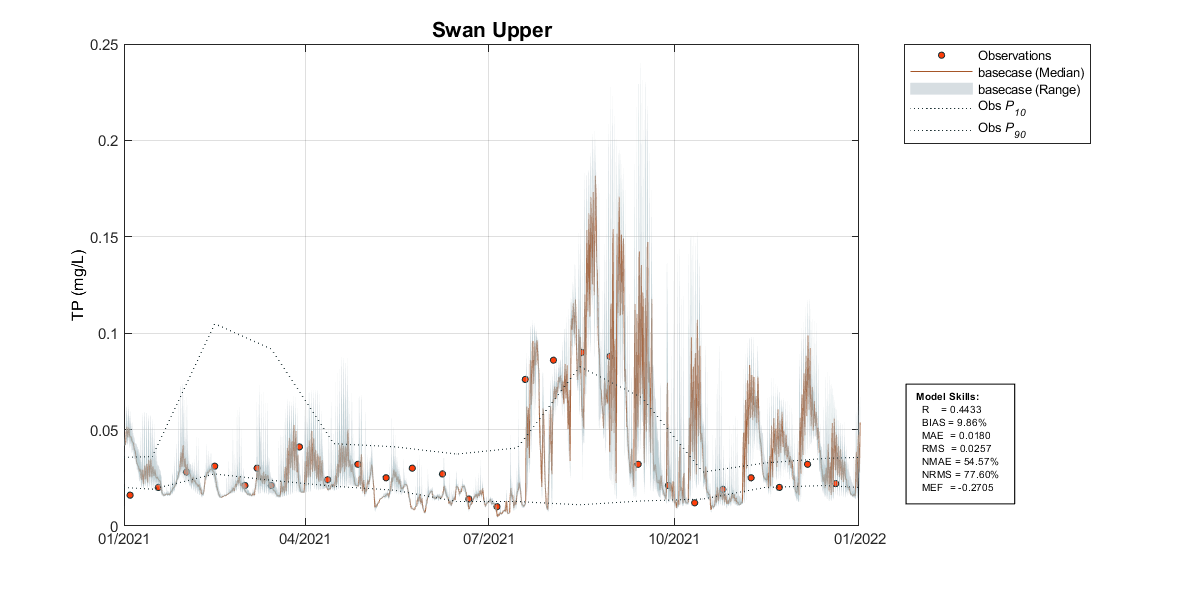 Swan Upper
TP (mg/L)
0.25
0.2
0.15
0.1
0.05
0
01/2021
04/2021
07/2021
10/2021
01/2022
Observations
basecase (Median)
basecase (Range)
Obs P10
Obs P90
Model Skills:
R = 0.4433
BIAS = 9.86%
MAE = 0.0180
RMS = 0.0257
NMAE = 54.57%
NRMS = 77.60%
MEF = -0.2705